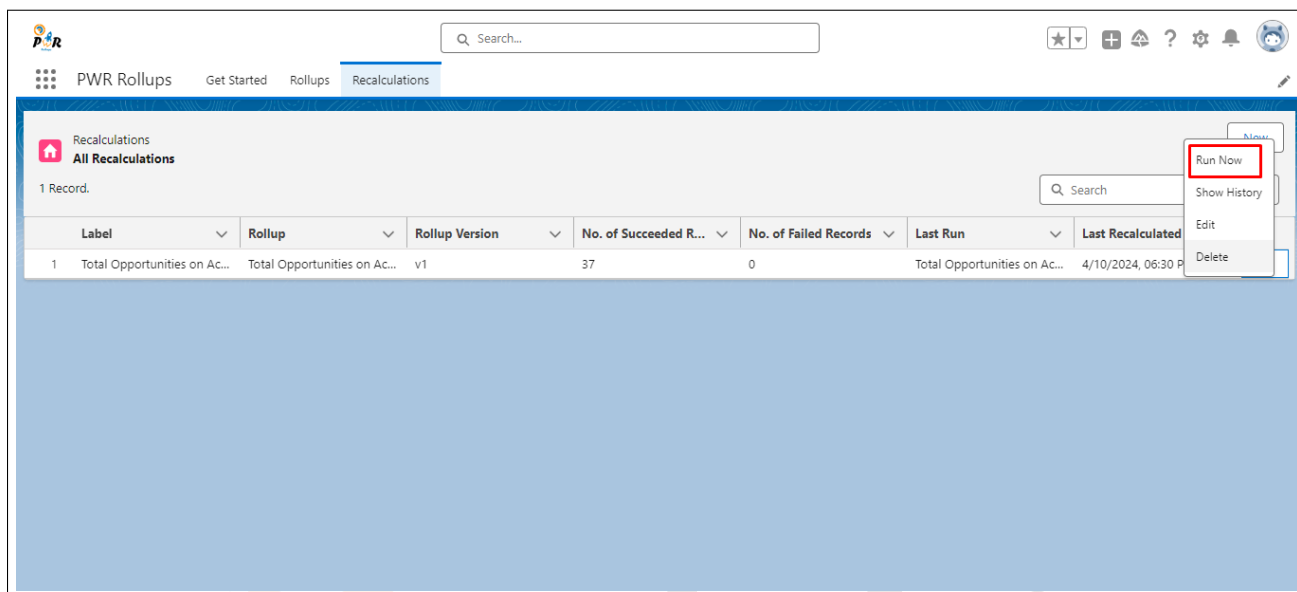 PWR
Search...
PWR Rollups Get Started Rollups Recalculations
Recalculations
All Recalculations
New
1 Record.
Search
Run Now
Show History
Edit
Delete
Label Rollup Rollup Version No. of Succeeded R... No. of Failed Records Last Run Last Recalculated
1 Total Opportunities on Ac... Total Opportunities on Ac... v1 37 0 Total Opportunities on Ac... 4/10/2024, 06:30 P